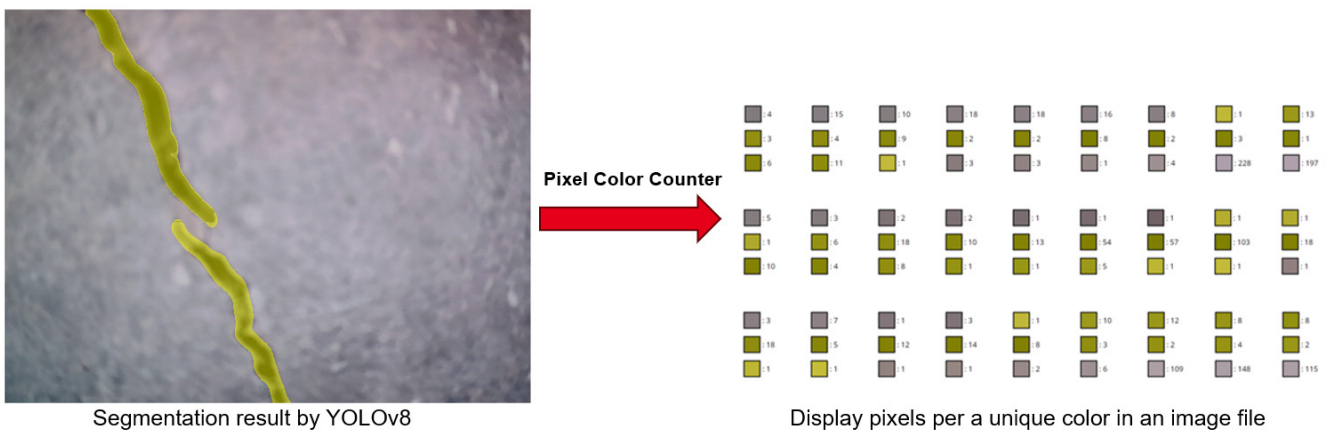 :4 :15 :10 :18 :18 :16 :8 :1 :13
:3 :4 :9 :2 :2 :8 :2 :3 :1
:6 :11 :1 :3 :3 :1 :4 :228 :197
Pixel Color Counter
:5 :3 :2 :2 :1 :1 :1 :1 :1
:1 :6 :18 :10 :13 :54 :57 :103 :18
:10 :4 :8 :1 :1 :5 :1 :1 :1
:3 :7 :1 :3 :1 :10 :12 :8 :8
:18 :5 :12 :14 :8 :3 :2 :4 :2
:1 :1 :1 :1 :2 :6 :109 :148 :115
Segmentation result by YOLOv8
Display pixels per a unique color in an image file